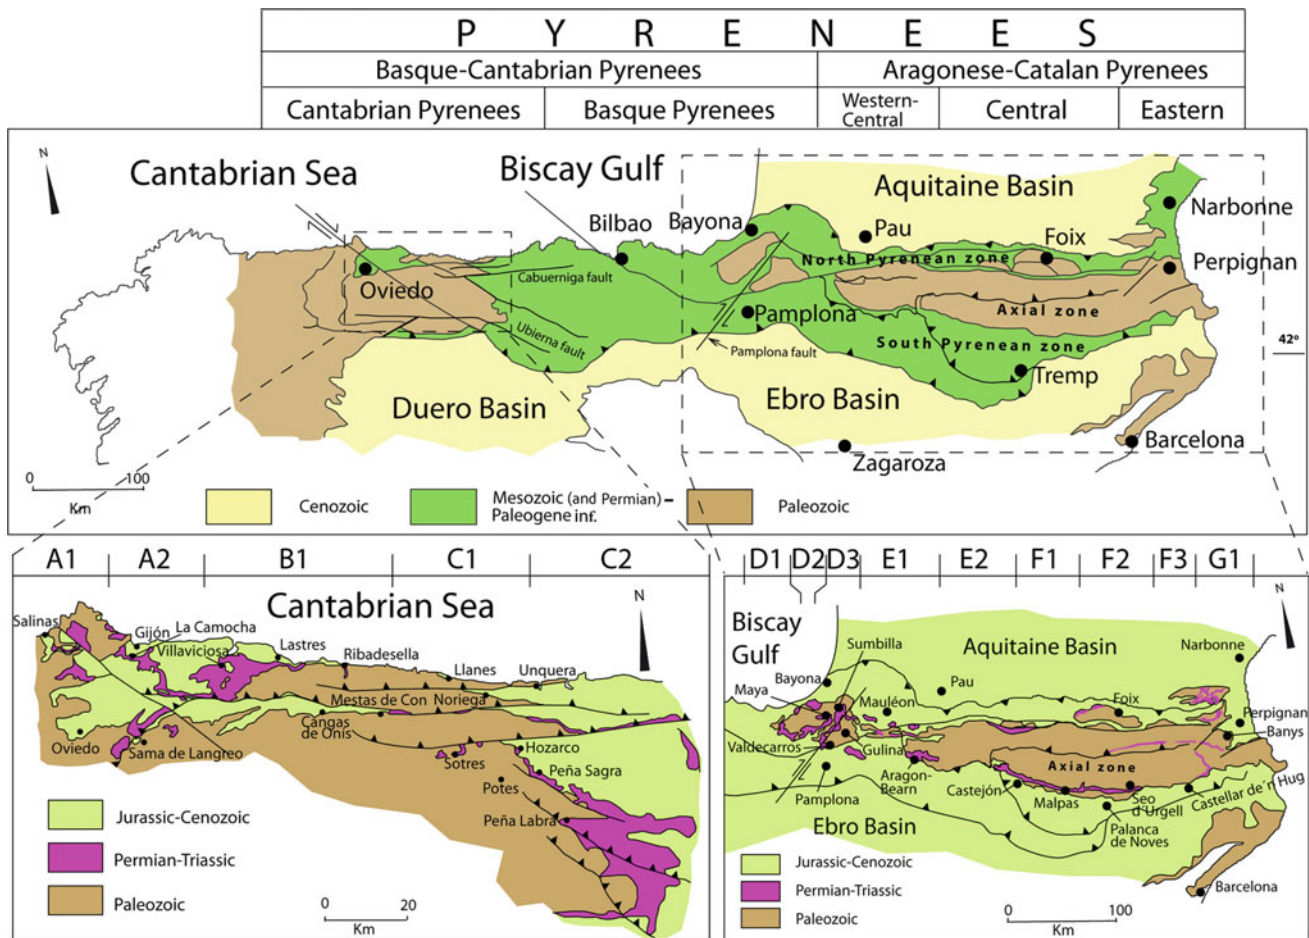 P Y R E N E E S
Basque-Cantabrian Pyrenees
Aragonese-Catalan Pyrenees
Cantabrian Pyrenees
Basque Pyrenees
Western-
Central
Central
Eastern
N
Cantabrian Sea
Biscay Gulf
Aquitaine Basin
Bilbao
Bayona
Pau
Foix
Narbonne
North Pyrenean zone
Perpignan
Cabuerniga fault
Oviedo
Axial zone
Pamplona
Ubierna fault
South Pyrenean zone
Pamplona fault
42º
Tremp
Duero Basin
Ebro Basin
Barcelona
Zagaroza
0 100
Km
Cenozoic
Mesozoic (and Permian) –
Paleogene inf.
Paleozoic
A1
A2
B1
C1
C2
Cantabrian Sea
N
Salinas
Gijón
La Camocha
Villaviciosa
Lastres
Ribadesella
Llanes
Unquera
Mestas de Con
Noriega
Cangas
de Onís
Oviedo
Sama de Langreo
Hozarco
Sotres
Peña Sagra
Potes
Peña Labra
Jurassic-Cenozoic
Permian-Triassic
Paleozoic
0 20
Km
D1
D2
D3
E1
E2
F1
F2
F3
G1
N
Biscay
Gulf
Sumbilla
Aquitaine Basin
Narbonne
Bayona
Maya
Pau
Mauléon
Foix
Perpignan
Banys
Valdecarros
Gulina
Axial zone
Aragon-
Bearn
Castejón
Hug
Pamplona
Malpas
Seo
d´Urgell
Castellar de´n
Ebro Basin
Palanca
de Noves
Jurassic-Cenozoic
Permian-Triassic
Paleozoic
Barcelona
0 100
Km